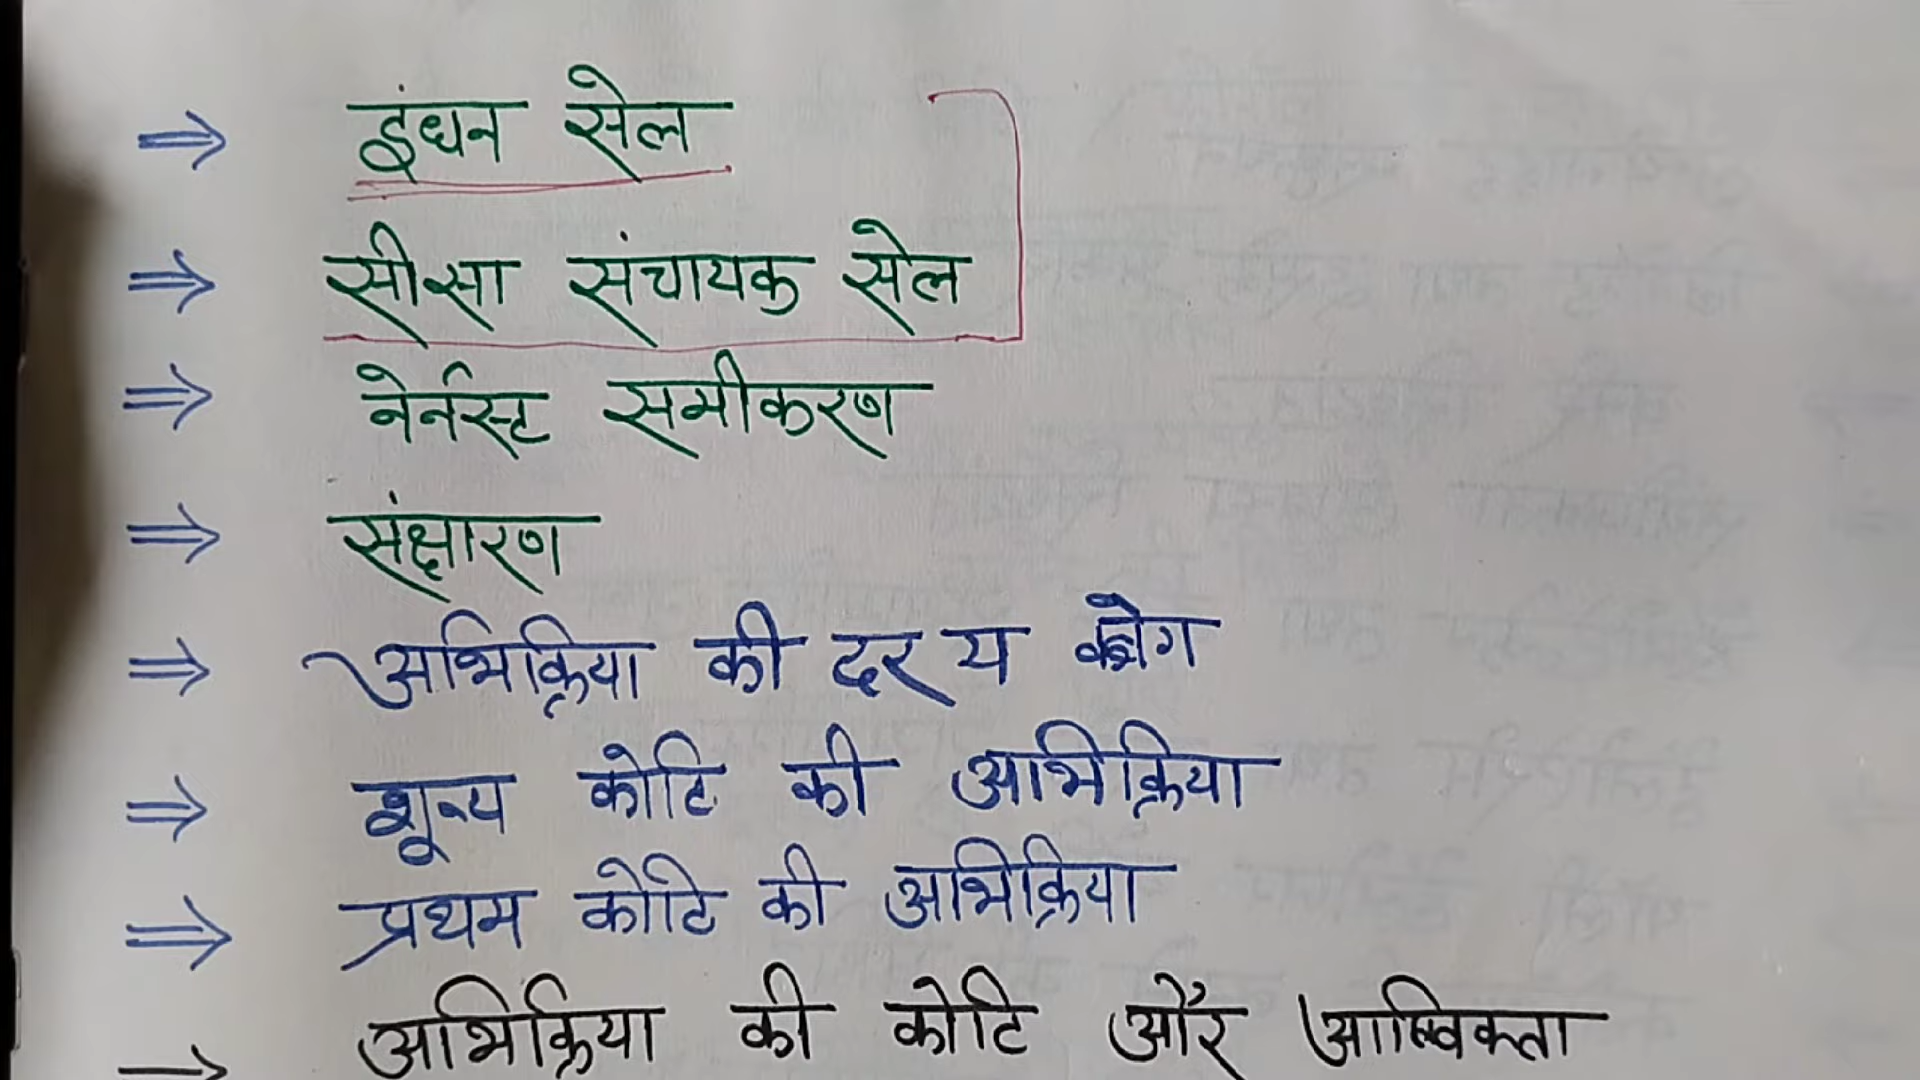 ⇒ इंधन सेल
⇒ सीसा संचायक सेल
⇒ नेर्नस्ट समीकरण
⇒ संक्षारण
⇒ अभिक्रिया की दर य वेग
⇒ शून्य कोटि की अभिक्रिया
⇒ प्रथम कोटि की अभिक्रिया
⇒ अभिक्रिया की कोटि और आण्विकता